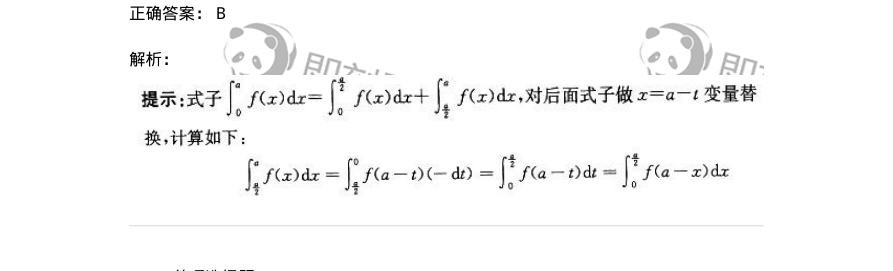 正确答案： B
解析：
提示:式子∫₀ᵃ f(x)dx=∫₀^(a/2) f(x)dx+∫_(a/2)^a f(x)dx,对后面式子做 x=a-t 变量替
换,计算如下:
∫_(a/2)^a f(x)dx = ∫_(a/2)^0 f(a-t)(-dt) = ∫₀^(a/2) f(a-t)dt = ∫₀^(a/2) f(a-x)dx